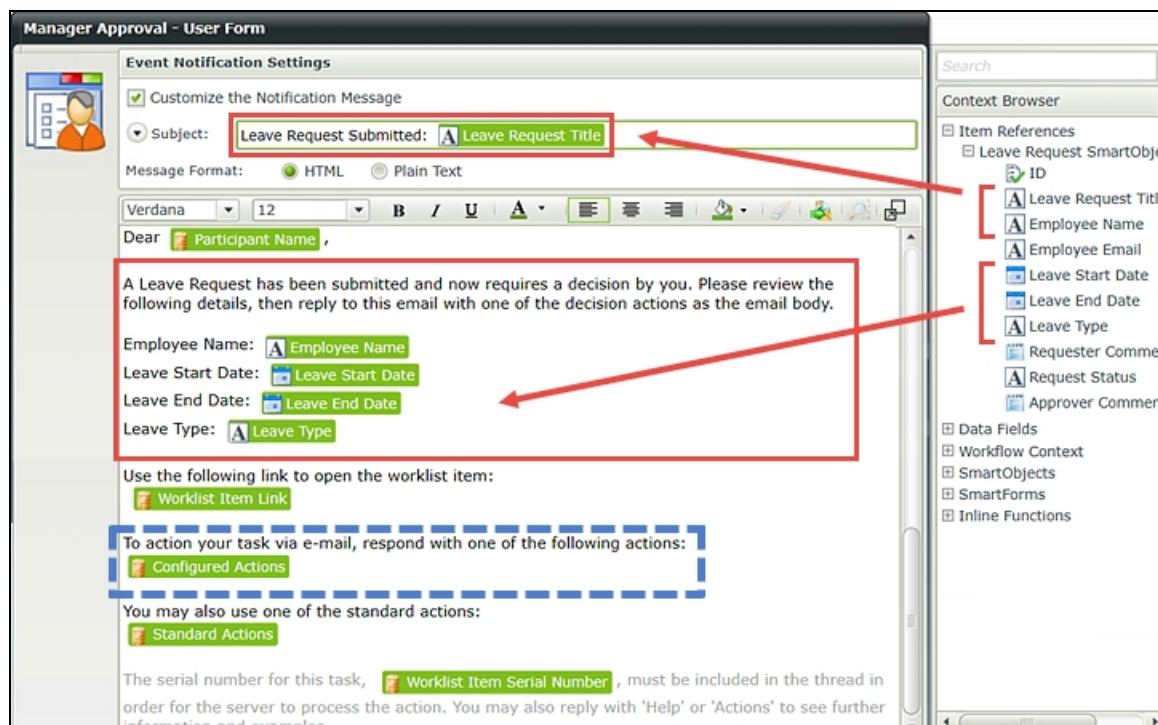 Manager Approval - User Form
Event Notification Settings
Customize the Notification Message
Subject: Leave Request Submitted: A Leave Request Title
Message Format: HTML Plain Text
Verdana 12 B I U A
Dear Participant Name ,
A Leave Request has been submitted and now requires a decision by you. Please review the
following details, then reply to this email with one of the decision actions as the email body.
Employee Name: A Employee Name
Leave Start Date: Leave Start Date
Leave End Date: Leave End Date
Leave Type: A Leave Type
Use the following link to open the worklist item:
Worklist Item Link
To action your task via e-mail, respond with one of the following actions:
Configured Actions
You may also use one of the standard actions:
Standard Actions
The serial number for this task, Worklist Item Serial Number , must be included in the thread in
order for the server to process the action. You may also reply with 'Help' or 'Actions' to see further
information and examples
Search
Context Browser
Item References
Leave Request SmartObje
ID
A Leave Request Titl
A Employee Name
A Employee Email
Leave Start Date
Leave End Date
A Leave Type
Requester Comme
A Request Status
Approver Commen
Data Fields
Workflow Context
SmartObjects
SmartForms
Inline Functions